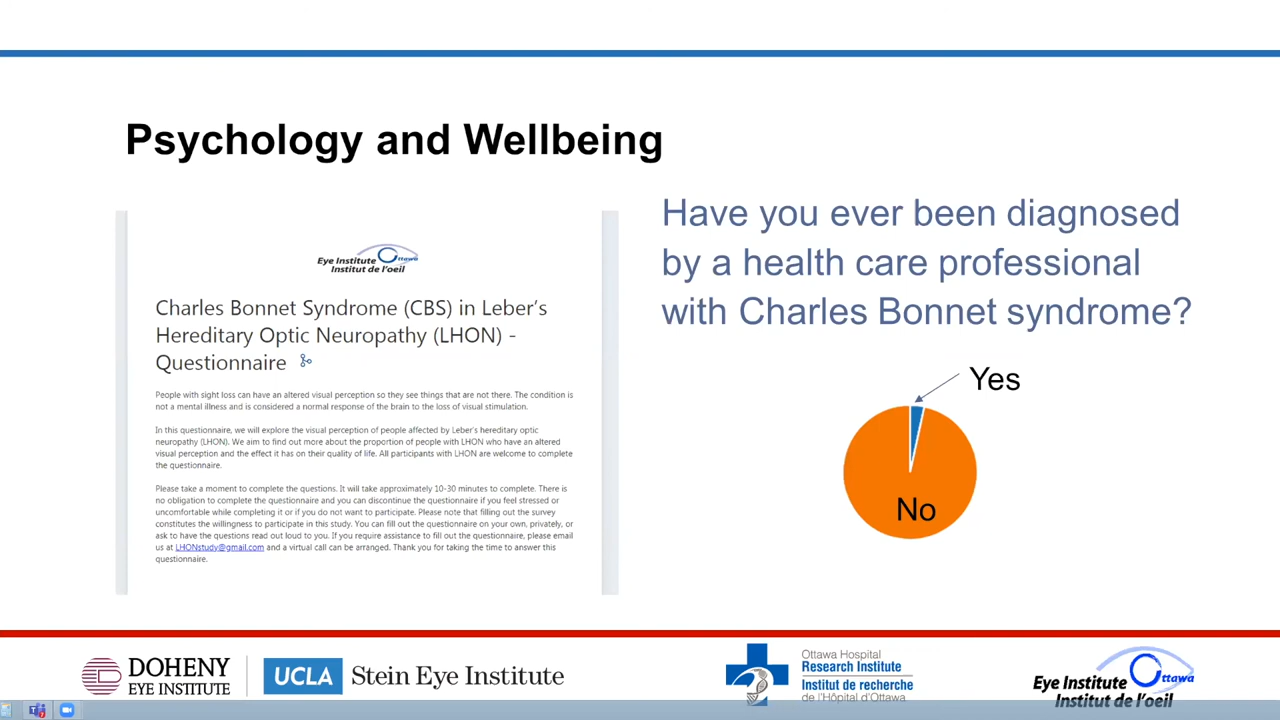 Psychology and Wellbeing
Eye Institute Ottawa
Institut de l'oeil
Charles Bonnet Syndrome (CBS) in Leber's
Hereditary Optic Neuropathy (LHON) -
Questionnaire
People with sight loss can have an altered visual perception so they see things that are not there. The condition is
not a mental illness and is considered a normal response of the brain to the loss of visual stimulation.
In this questionnaire, we will explore the visual perception of people affected by Leber's hereditary optic
neuropathy (LHON). We aim to find out more about the proportion of people with LHON who have an altered
visual perception and the effect it has on their quality of life. All participants with LHON are welcome to complete
the questionnaire.
Please take a moment to complete the questions. It will take approximately 10-30 minutes to complete. There is
no obligation to complete the questionnaire and you can discontinue the questionnaire if you feel stressed or
uncomfortable while completing it or if you do not want to participate. Please note that filling out the survey
constitutes the willingness to participate in this study. You can fill out the questionnaire on your own, privately, or
ask to have the questions read out loud to you. If you require assistance to fill out the questionnaire, please email
us at LHONstudy@gmail.com and a virtual call can be arranged. Thank you for taking the time to answer this
questionnaire.
Have you ever been diagnosed
by a health care professional
with Charles Bonnet syndrome?
Yes
No
DOHENY
EYE INSTITUTE
UCLA Stein Eye Institute
Ottawa Hospital
Research Institute
Institut de recherche
de l'Hôpital d'Ottawa
Eye Institute Ottawa
Institut de l'oeil